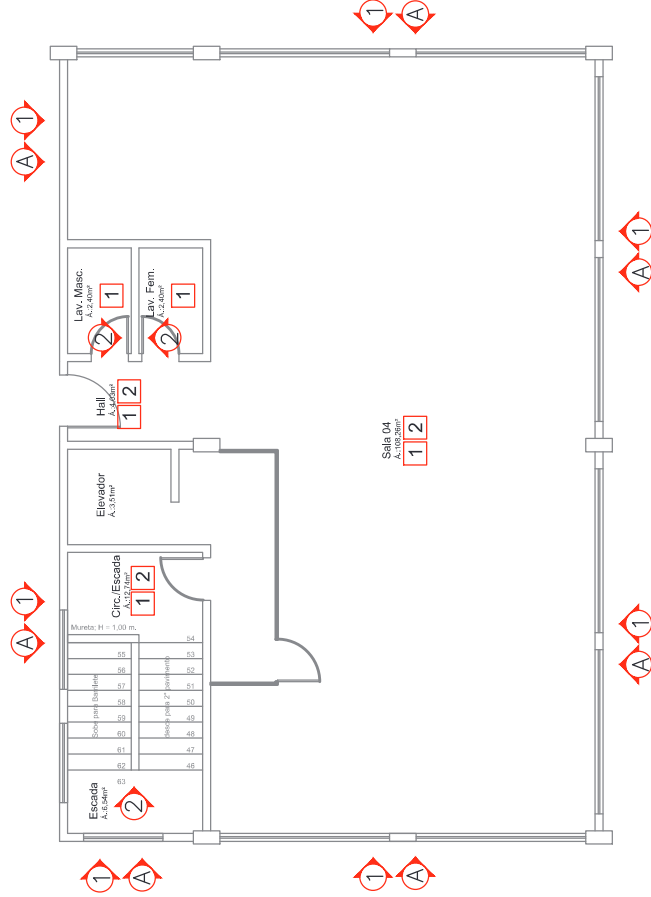 1
A
1
A
Lav. Masc.
Á.:2,40m²
1
2
Lav. Fem.
Á.:2,40m²
1
2
1
A
Hall
1
2
Sala 04
Á.:108,26m²
1
2
Elevador
Á.:3,51m²
Circ./Escada
Á.:12,74m²
1
2
1
A
Mureta; H = 1,00 m.
54
55
53
56
52
57
51
58
50
59
49
60
48
61
47
62
46
63
Sobe para Barrilete
desce para 2° pavimento
1
A
Escada
Á.:6,54m²
2
1
A
1
A